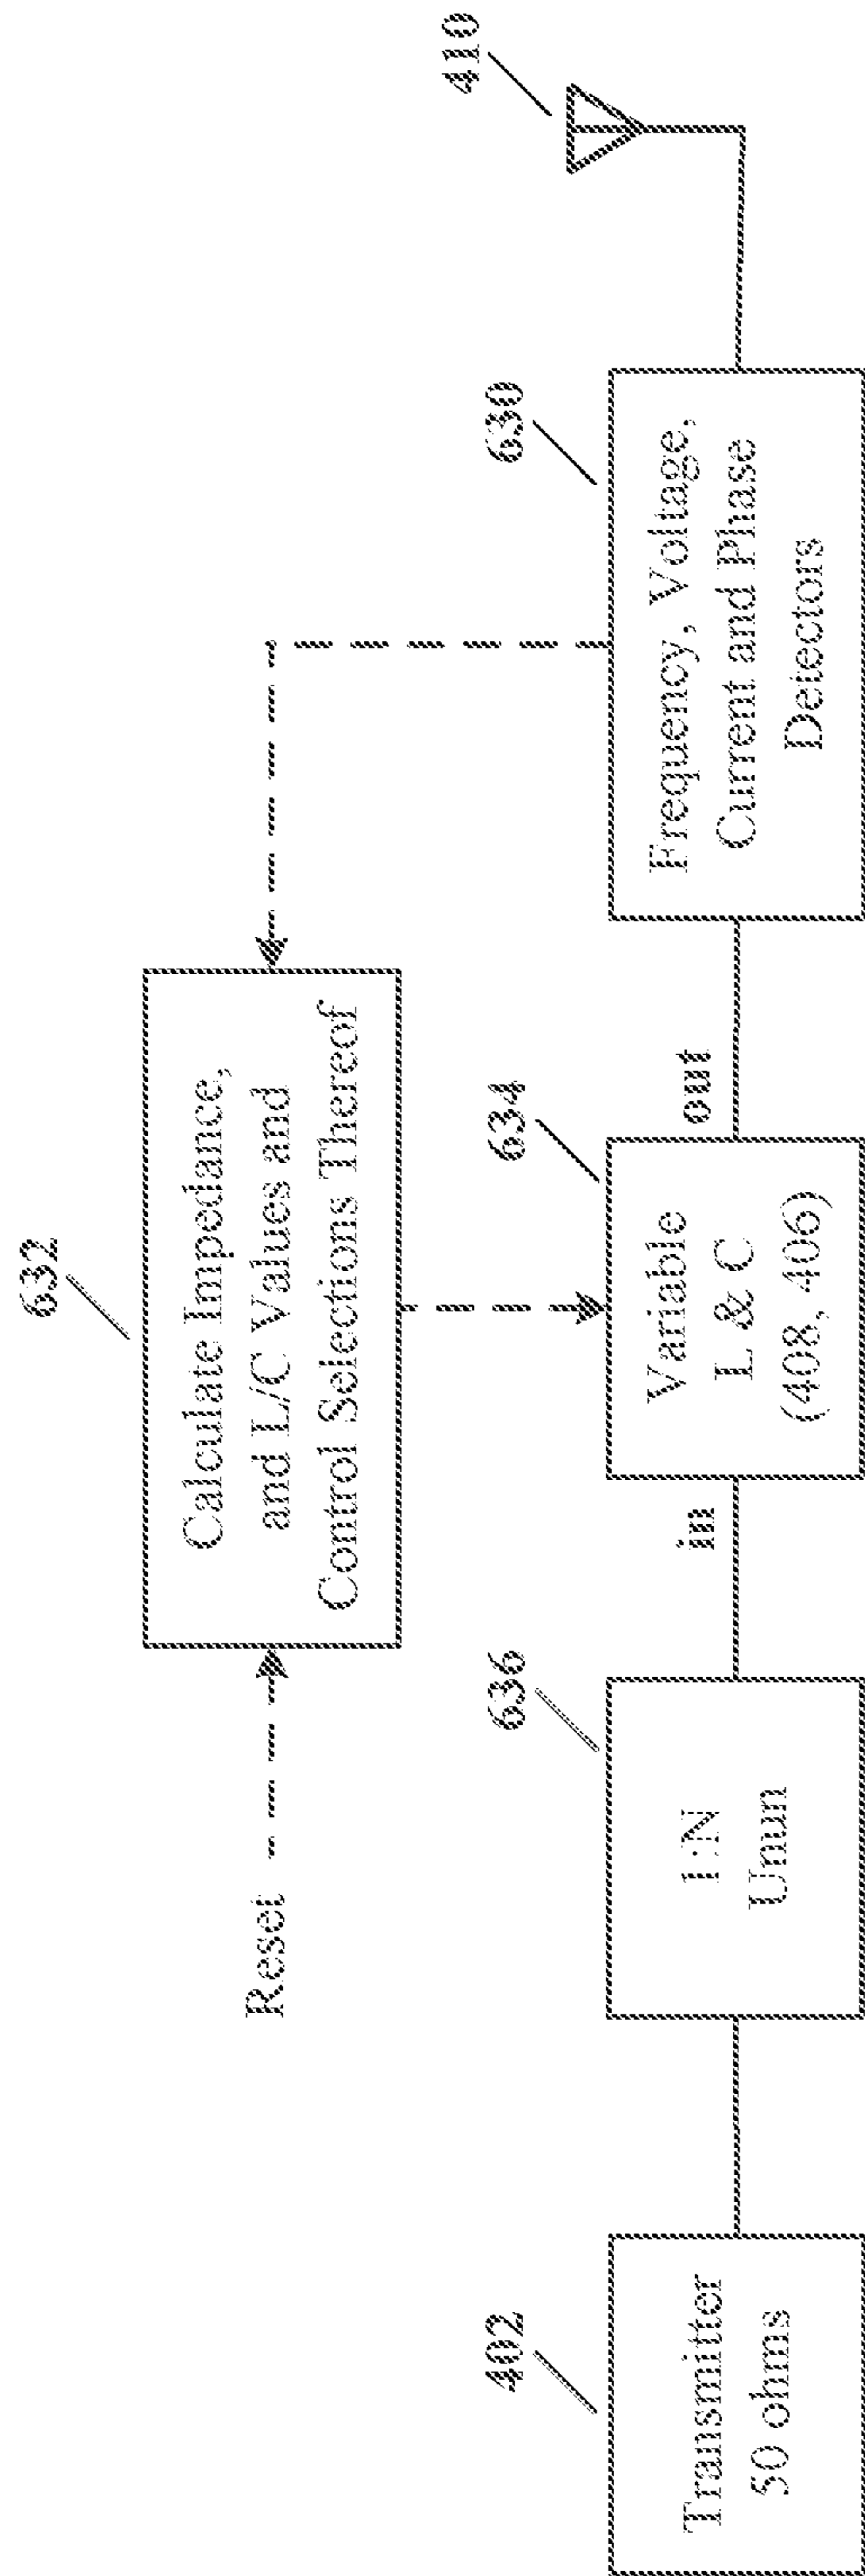 632
Calculate Impedance,
and L/C Values and
Control Selections Thereof
Reset
410
402
Transmitter
50 ohms
636
1:N
Unun
in
634
Variable
L & C
(408, 406)
out
630
Frequency, Voltage,
Current and Phase
Detectors